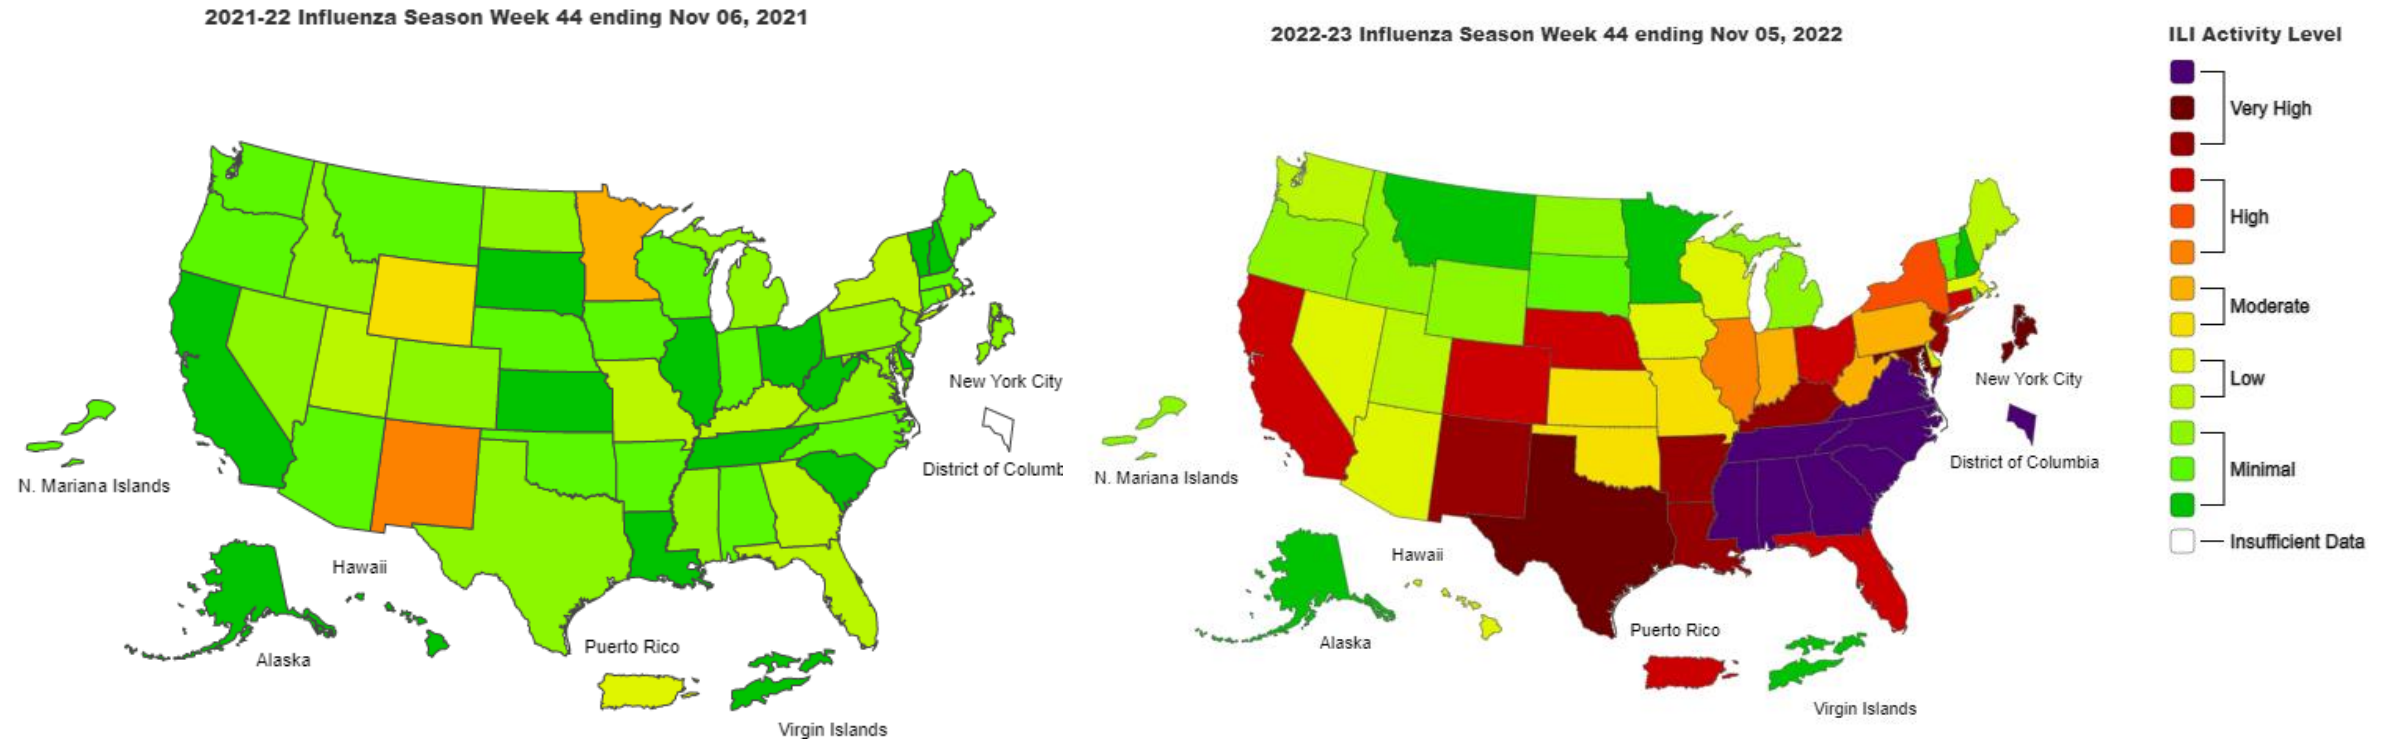 2021-22 Influenza Season Week 44 ending Nov 06, 2021
New York City
District of Columb
N. Mariana Islands
Hawaii
Alaska
Puerto Rico
Virgin Islands
2022-23 Influenza Season Week 44 ending Nov 05, 2022
New York City
District of Columbia
N. Mariana Islands
Hawaii
Alaska
Puerto Rico
Virgin Islands
ILI Activity Level
Very High
High
Moderate
Low
Minimal
Insufficient Data